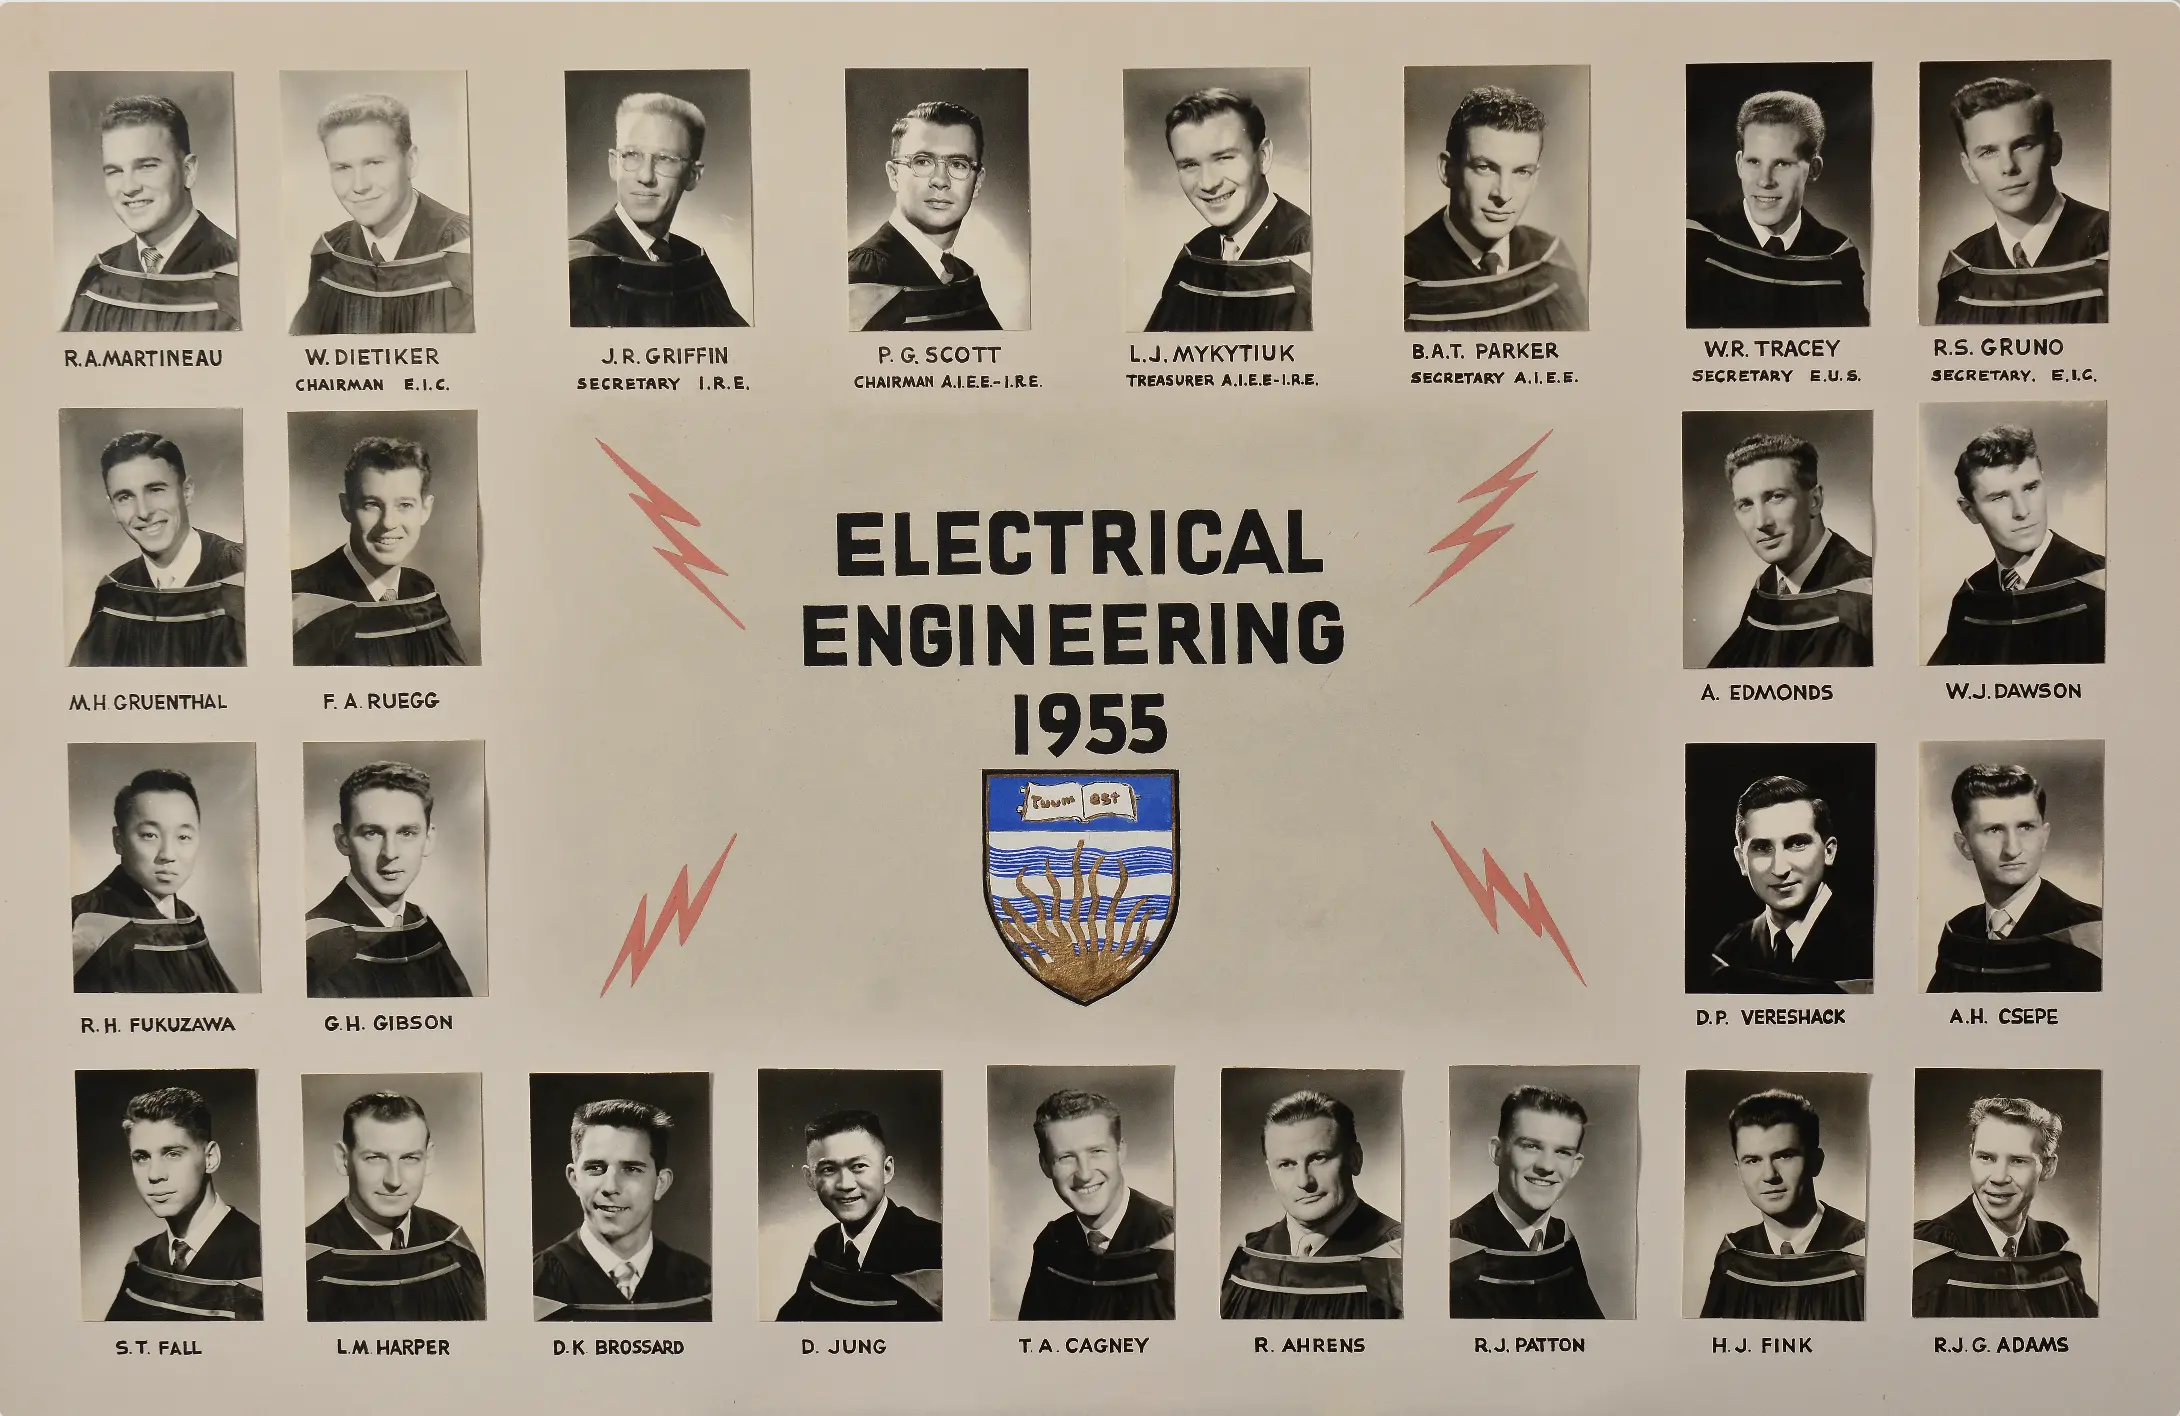 R.A.MARTINEAU
W. DIETIKER
CHAIRMAN E.I.C.
J.R. GRIFFIN
SECRETARY I.R.E.
P.G. SCOTT
CHAIRMAN A.I.E.E.-I.R.E.
L.J. MYKYTIUK
TREASURER A.I.E.E-I.R.E.
B.A.T. PARKER
SECRETARY A.I.E.E.
W.R. TRACEY
SECRETARY E.U.S.
R.S. GRUNO
SECRETARY. E.I.C.
M.H. GRUENTHAL
F. A. RUEGG
ELECTRICAL
ENGINEERING
1955
Tuum est
A. EDMONDS
W.J. DAWSON
R.H. FUKUZAWA
G.H. GIBSON
D.P. VERESHACK
A.H. CSEPE
S.T. FALL
L.M. HARPER
D.K. BROSSARD
D. JUNG
T.A. CAGNEY
R. AHRENS
R.J. PATTON
H.J. FINK
R.J.G. ADAMS